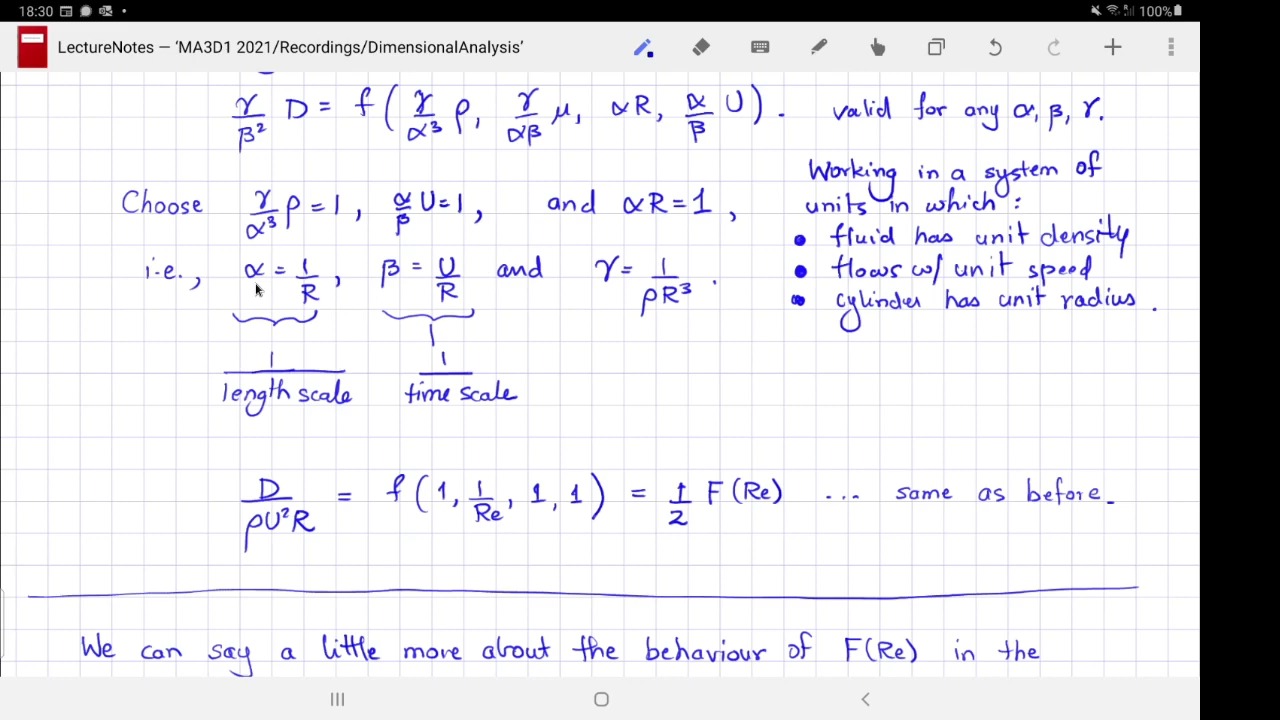 18:30 100%
LectureNotes — ‘MA3D1 2021/Recordings/DimensionalAnalysis’
γ/β² D = f(γ/α³ ρ, γ/αβ μ, αR, α/β U). valid for any α, β, γ.
Choose γ/α³ ρ = 1, α/β U = 1, and αR = 1,
i.e., α = 1/R, β = U/R and γ = 1/ρR³.
Working in a system of
units in which :
• fluid has unit density
• flows w/ unit speed
• cylinder has unit radius.
1/length scale 1/time scale
D/ρU²R = f(1, 1/Re, 1, 1) = 1/2 F(Re) ... same as before.
We can say a little more about the behaviour of F(Re) in the